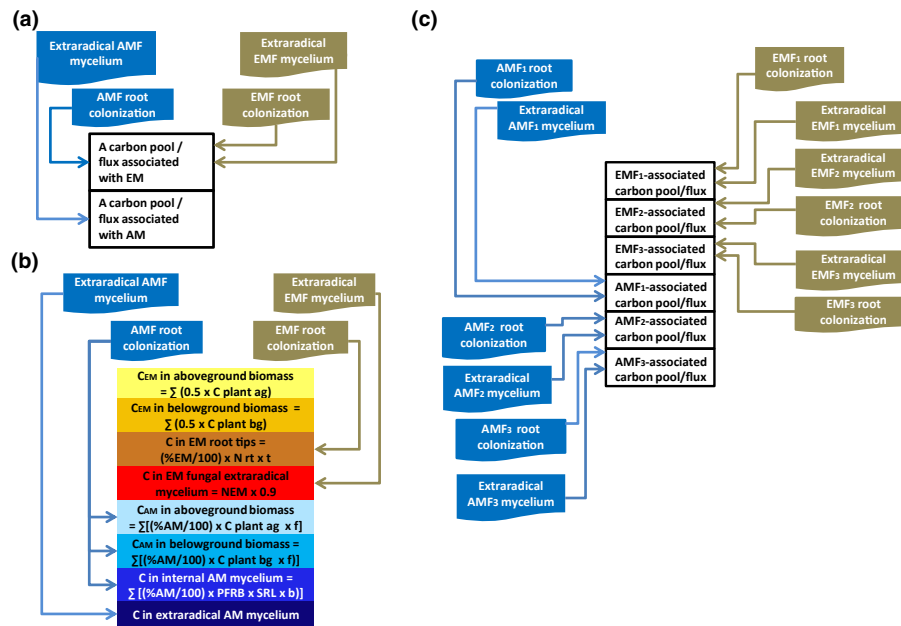 (a)
Extraradical AMF
mycelium
Extraradical
EMF mycelium
AMF root
colonization
EMF root
colonization
A carbon pool /
flux associated
with EM
A carbon pool /
flux associated
with AM
(b)
Extraradical AMF
mycelium
Extraradical
EMF mycelium
AMF root
colonization
EMF root
colonization
CEM in aboveground biomass
= ∑ (0.5 x C plant ag)
CEM in belowground biomass =
∑ (0.5 x C plant bg)
C in EM root tips =
(%EM/100) x N rt x t
C in EM fungal extraradical
mycelium = NEM x 0.9
CAM in aboveground biomass
= ∑[(%AM/100) x C plant ag x f]
CAM in belowground biomass =
∑[(%AM/100) x C plant bg x f)]
C in internal AM mycelium =
∑ [(%AM/100) x PFRB x SRL x b)]
C in extraradical AM mycelium
(c)
AMF1 root
colonization
Extraradical
AMF1 mycelium
EMF1 root
colonization
Extraradical
EMF1 mycelium
Extraradical
EMF2 mycelium
EMF2 root
colonization
Extraradical
EMF3 mycelium
EMF3 root
colonization
EMF1-associated
carbon pool/flux
EMF2-associated
carbon pool/flux
EMF3-associated
carbon pool/flux
AMF1-associated
carbon pool/flux
AMF2-associated
carbon pool/flux
AMF3-associated
carbon pool/flux
AMF2 root
colonization
Extraradical
AMF2 mycelium
AMF3 root
colonization
Extraradical
AMF3 mycelium